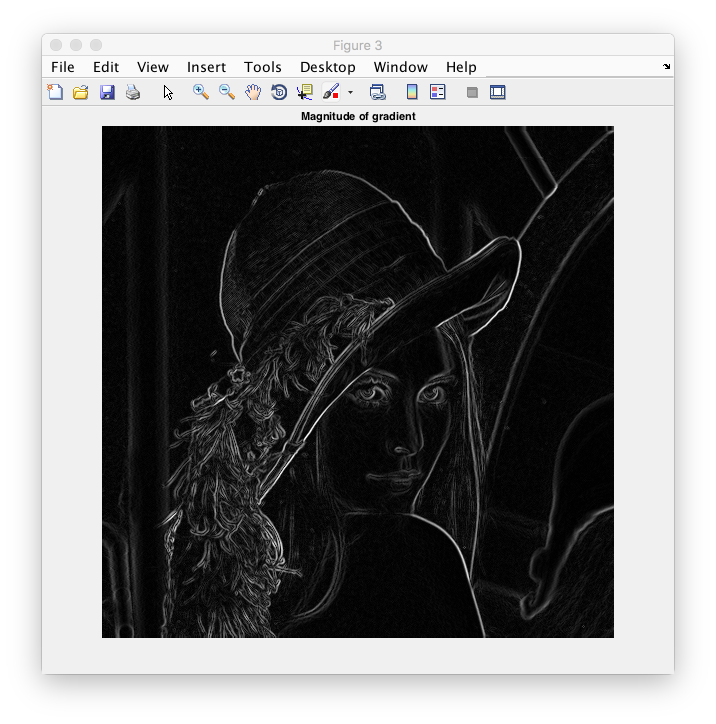 Figure 3
File Edit View Insert Tools Desktop Window Help
Magnitude of gradient